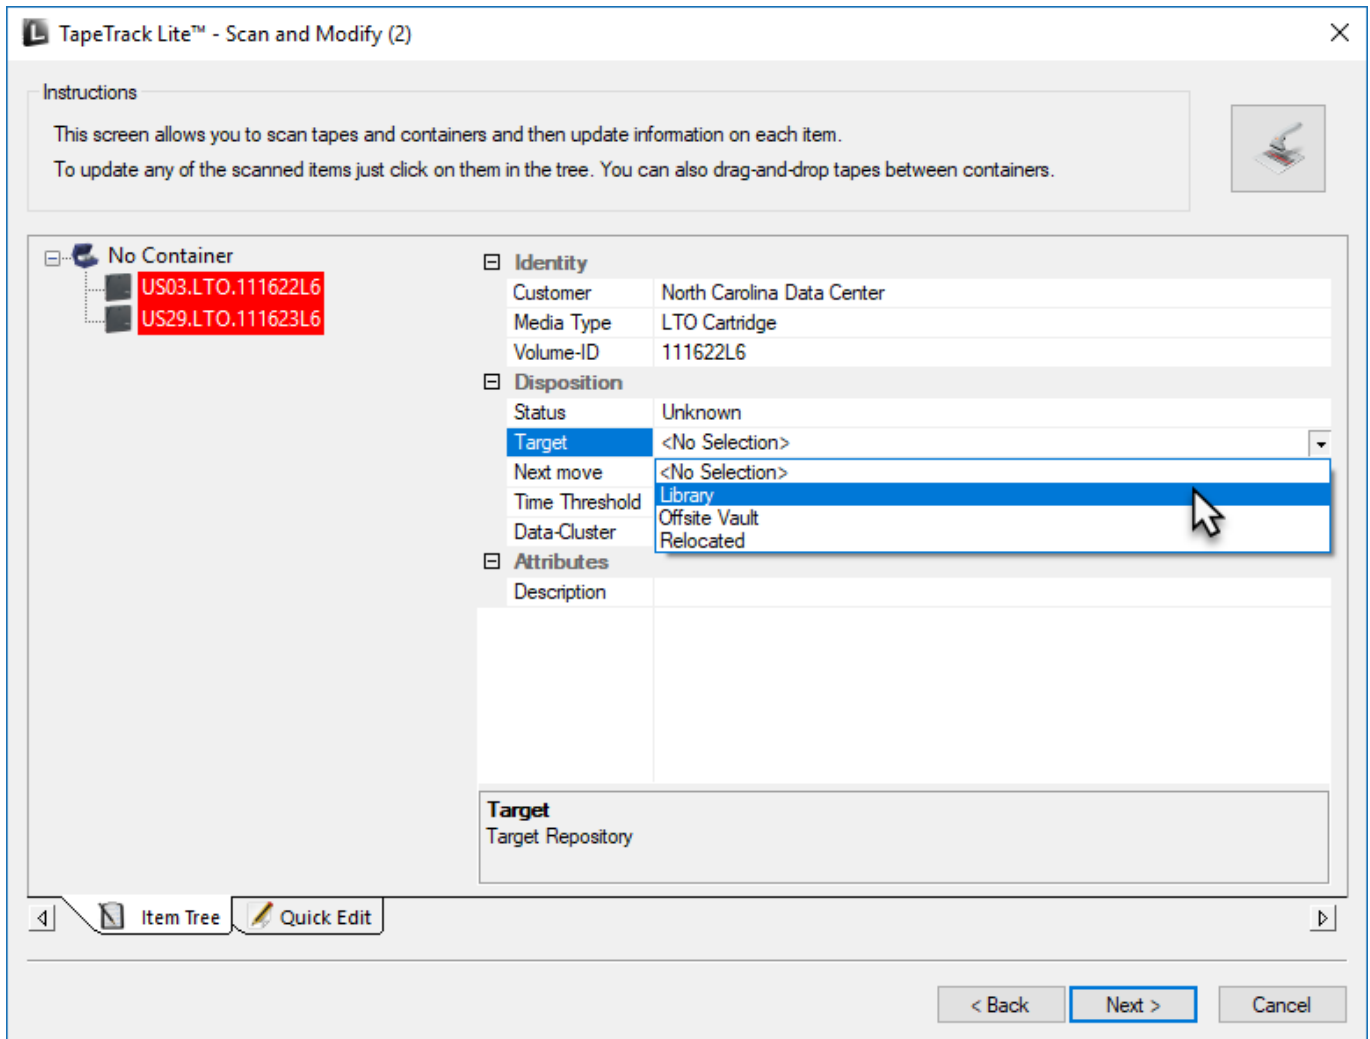 TapeTrack Lite™ - Scan and Modify (2)
Instructions
This screen allows you to scan tapes and containers and then update information on each item.
To update any of the scanned items just click on them in the tree. You can also drag-and-drop tapes between containers.
No Container
US03.LTO.111622L6
US29.LTO.111623L6
Identity
Customer North Carolina Data Center
Media Type LTO Cartridge
Volume-ID 111622L6
Disposition
Status Unknown
Target <No Selection>
Next move <No Selection>
Library
Time Threshold
Offsite Vault
Data-Cluster
Relocated
Attributes
Description
Target
Target Repository
Item Tree Quick Edit
< Back Next > Cancel